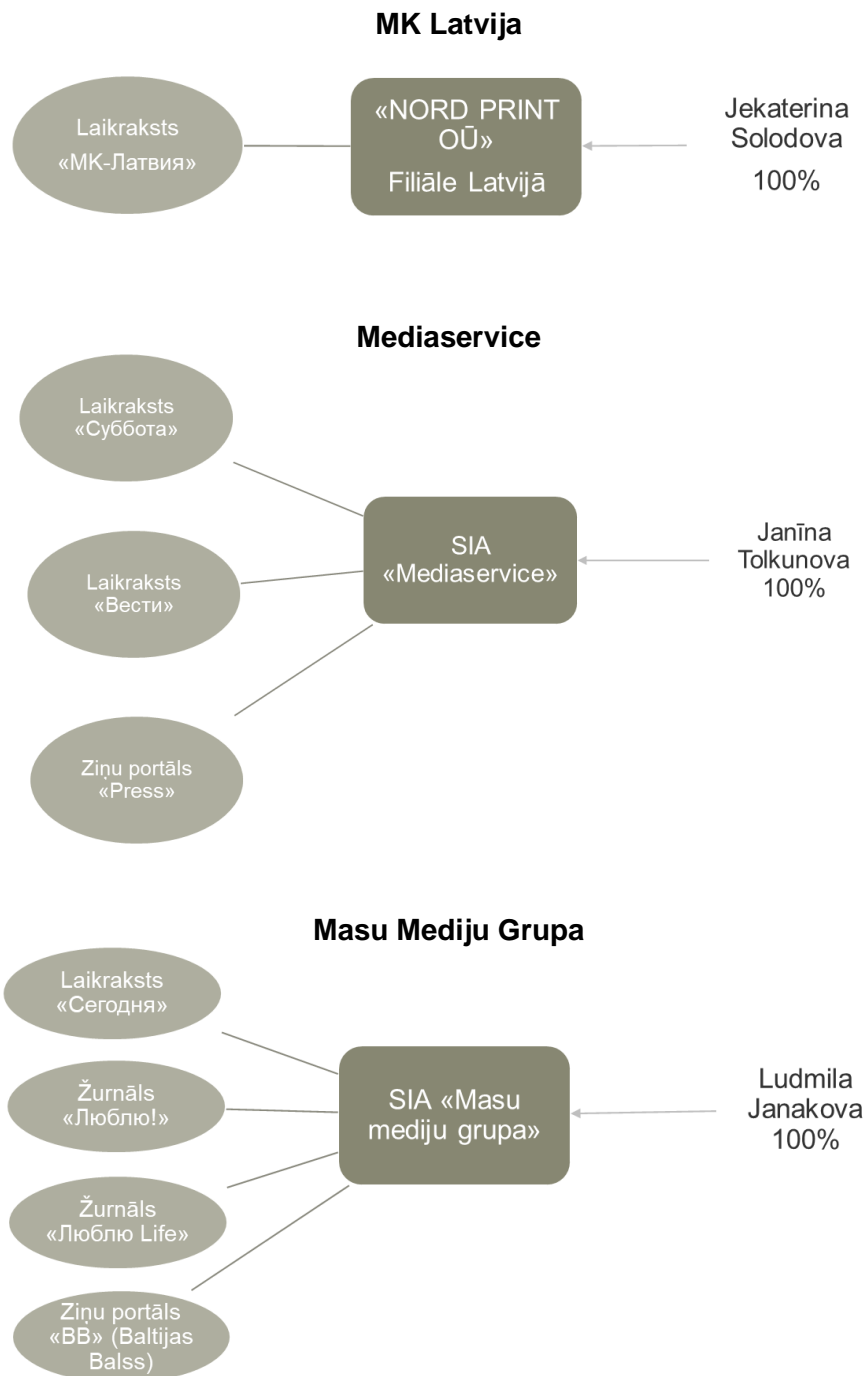 MK Latvija
Laikraksts
«МК-Латвия»
«NORD PRINT
OŪ»
Filiāle Latvijā
Jekaterina
Solodova
100%
Mediaservice
Laikraksts
«Суббота»
Laikraksts
«Вести»
Ziņu portāls
«Press»
SIA
«Mediaservice»
Janīna
Tolkunova
100%
Masu Mediju Grupa
Laikraksts
«Сегодня»
Žurnāls
«Люблю!»
Žurnāls
«Люблю Life»
Ziņu portāls
«BB» (Baltijas
Balss)
SIA «Masu
mediju grupa»
Ludmila
Janakova
100%